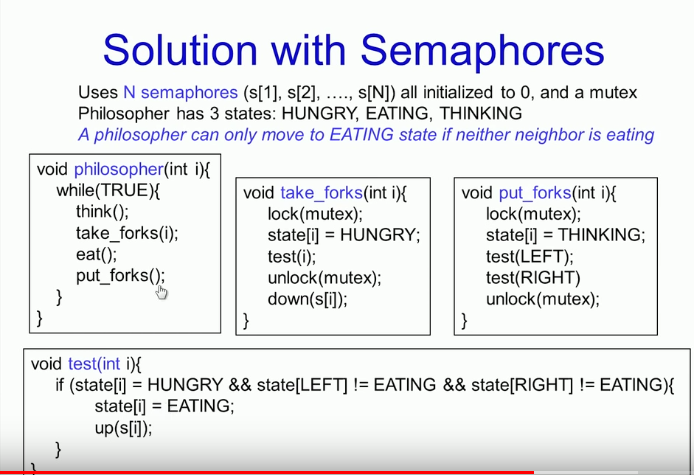 Solution with Semaphores
Uses N semaphores (s[1], s[2], …., s[N]) all initialized to 0, and a mutex
Philosopher has 3 states: HUNGRY, EATING, THINKING
A philosopher can only move to EATING state if neither neighbor is eating
void philosopher(int i){
while(TRUE){
think();
take_forks(i);
eat();
put_forks();
}
}
void take_forks(int i){
lock(mutex);
state[i] = HUNGRY;
test(i);
unlock(mutex);
down(s[i]);
}
void put_forks(int i){
lock(mutex);
state[i] = THINKING;
test(LEFT);
test(RIGHT)
unlock(mutex);
}
void test(int i){
if (state[i] = HUNGRY && state[LEFT] != EATING && state[RIGHT] != EATING){
state[i] = EATING;
up(s[i]);
}
}